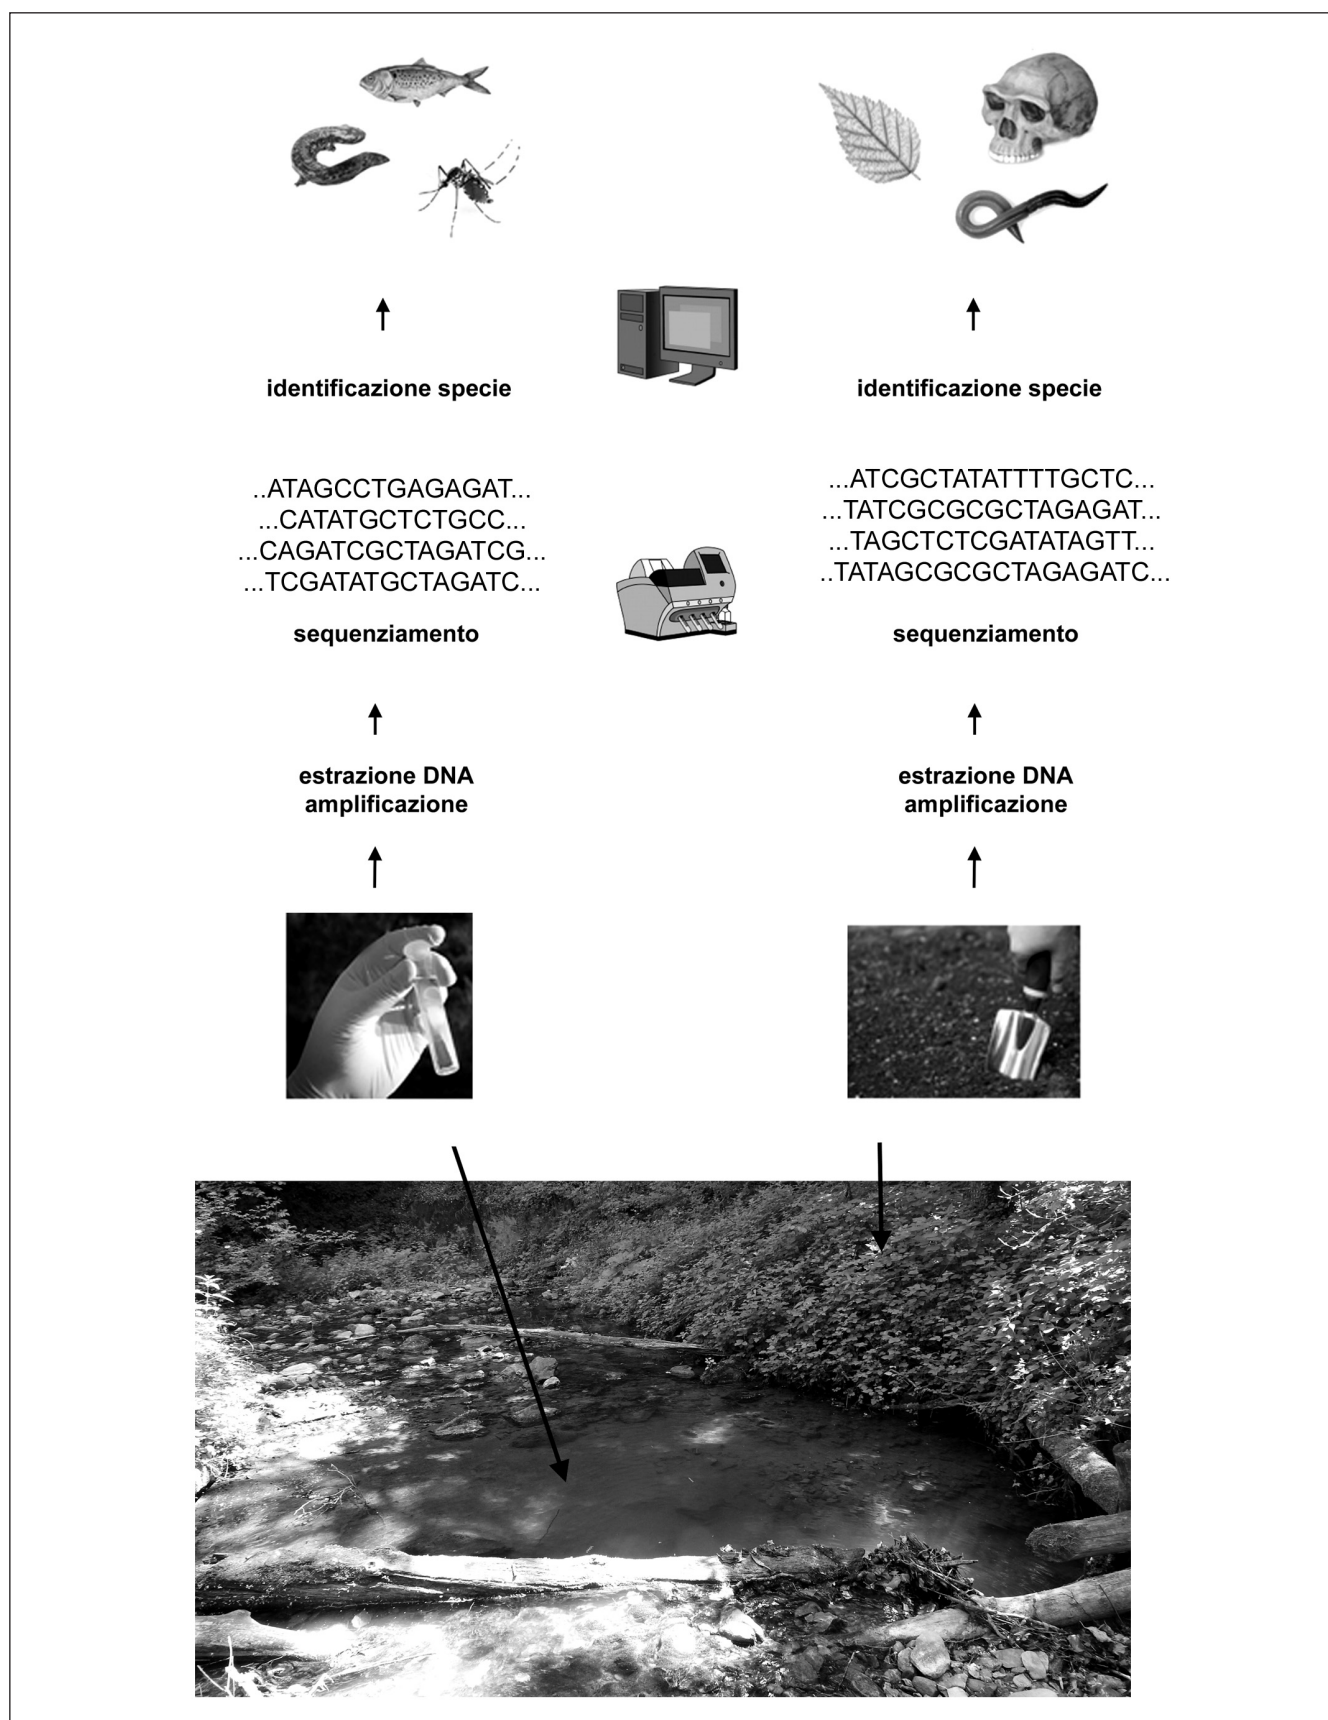 identificazione specie
identificazione specie
..ATAGCCTGAGAGAT...
...CATATGCTCTGCC...
...CAGATCGCTAGATCG...
...TCGATATGCTAGATC...
...ATCGCTATATTTTGCTC...
...TATCGCGCGCTAGAGAT...
...TAGCTCTCGATATAGTT...
..TATAGCGCGCTAGAGATC...
sequenziamento
sequenziamento
estrazione DNA
amplificazione
estrazione DNA
amplificazione